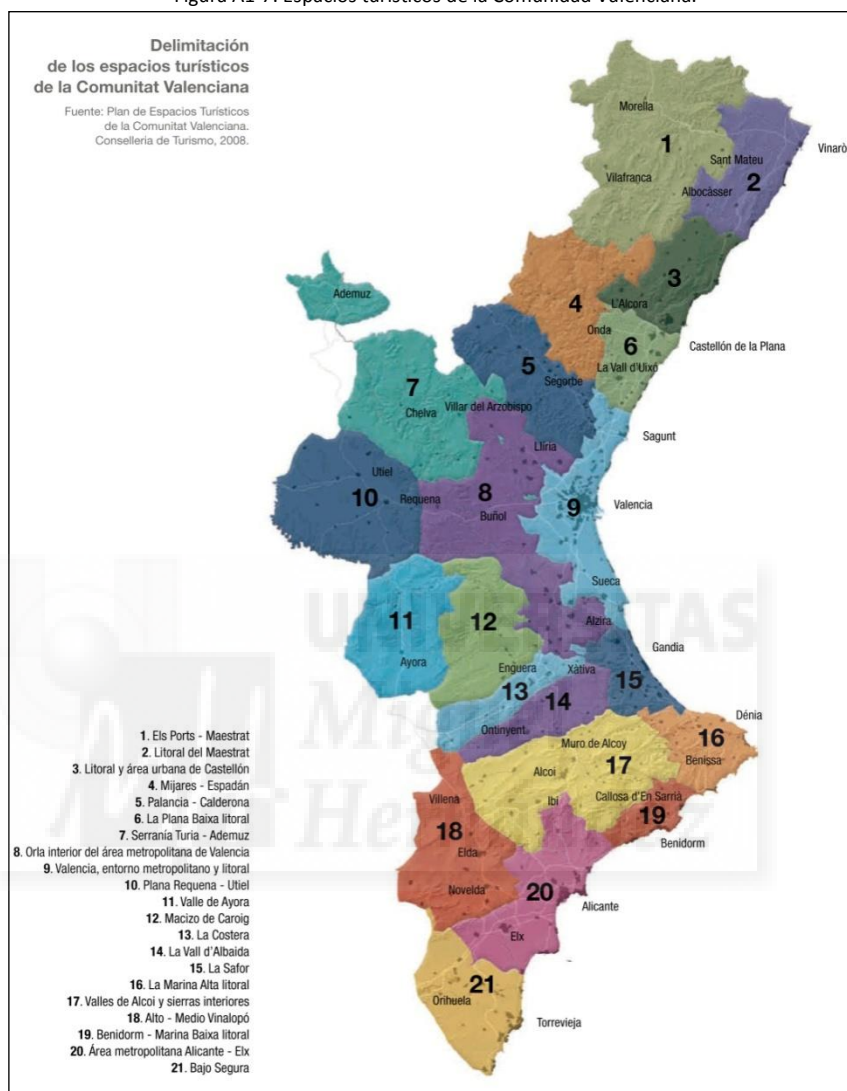 Figura A1-7. Espacios turísticos de la Comunidad Valenciana.
Delimitación
de los espacios turísticos
de la Comunitat Valenciana
Fuente: Plan de Espacios Turísticos
de la Comunitat Valenciana.
Conselleria de Turismo, 2008.
Morella
1
Sant Mateu
Vinarò
Vilafranca
Albocàsser
2
Ademuz
3
4
L'Alcora
Onda
6
Castellón de la Plana
La Vall d'Uixó
5
Segorbe
7
Chelva
Villar del Arzobispo
Sagunt
Llíria
Utiel
10
Requena
8
Buñol
9
Valencia
Sueca
11
12
Alzira
Ayora
Gandia
Enguera
Xàtiva
13
14
15
Ontinyent
Dénia
Muro de Alcoy
16
Benissa
Alcoi
17
Villena
Ibi
Callosa d'En Sarrià
18
19
Elda
Benidorm
Novelda
20
Alicante
Elx
21
Orihuela
Torrevieja
1. Els Ports - Maestrat
2. Litoral del Maestrat
3. Litoral y área urbana de Castellón
4. Mijares - Espadán
5. Palancia - Calderona
6. La Plana Baixa litoral
7. Serranía Turia - Ademuz
8. Orla interior del área metropolitana de Valencia
9. Valencia, entorno metropolitano y litoral
10. Plana Requena - Utiel
11. Valle de Ayora
12. Macizo de Caroig
13. La Costera
14. La Vall d'Albaida
15. La Safor
16. La Marina Alta litoral
17. Valles de Alcoi y sierras interiores
18. Alto - Medio Vinalopó
19. Benidorm - Marina Baixa litoral
20. Área metropolitana Alicante - Elx
21. Bajo Segura
UNIVERSITAS
Miguel
Hernández